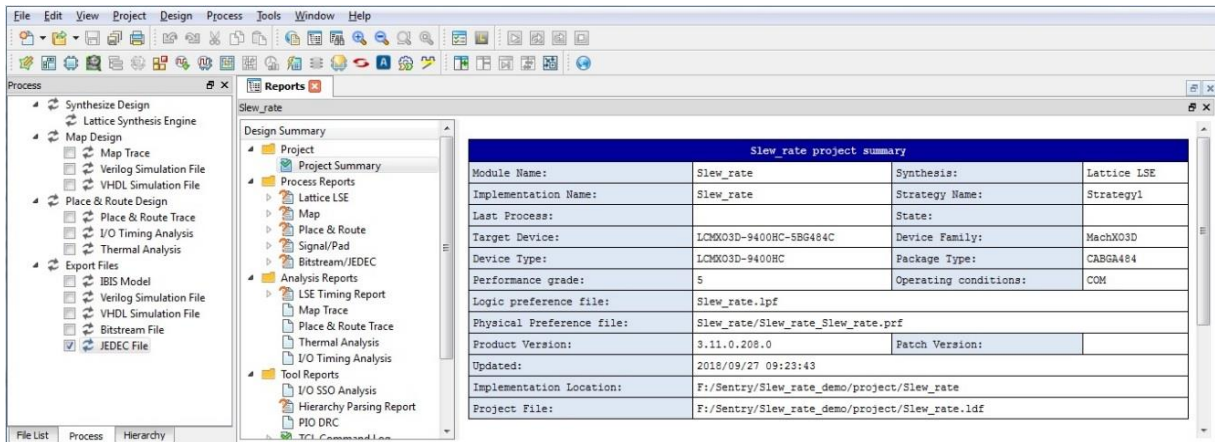 File Edit View Project Design Process Tools Window Help
Process
Synthesize Design
Lattice Synthesis Engine
Map Design
Map Trace
Verilog Simulation File
VHDL Simulation File
Place & Route Design
Place & Route Trace
I/O Timing Analysis
Thermal Analysis
Export Files
IBIS Model
Verilog Simulation File
VHDL Simulation File
Bitstream File
JEDEC File
File List Process Hierarchy
Reports
Slew_rate
Design Summary
Project
Project Summary
Process Reports
Lattice LSE
Map
Place & Route
Signal/Pad
Bitstream/JEDEC
Analysis Reports
LSE Timing Report
Map Trace
Place & Route Trace
Thermal Analysis
I/O Timing Analysis
Tool Reports
I/O SSO Analysis
Hierarchy Parsing Report
PIO DRC
TCL Command Log
Slew_rate project summary
Module Name: Slew_rate Synthesis: Lattice LSE
Implementation Name: Slew_rate Strategy Name: Strategy1
Last Process: State:
Target Device: LCMXO3D-9400HC-5BG484C Device Family: MachXO3D
Device Type: LCMXO3D-9400HC Package Type: CABGA484
Performance grade: 5 Operating conditions: COM
Logic preference file: Slew_rate.lpf
Physical Preference file: Slew_rate/Slew_rate_Slew_rate.prf
Product Version: 3.11.0.208.0 Patch Version:
Updated: 2018/09/27 09:23:43
Implementation Location: F:/Sentry/Slew_rate_demo/project/Slew_rate
Project File: F:/Sentry/Slew_rate_demo/project/Slew_rate.ldf